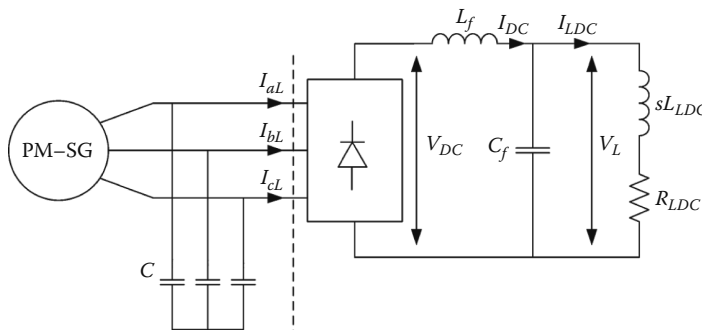 L_f I_DC I_LDC
I_aL
sL_LDC
PM–SG I_bL V_DC C_f V_L
I_cL
R_LDC
C